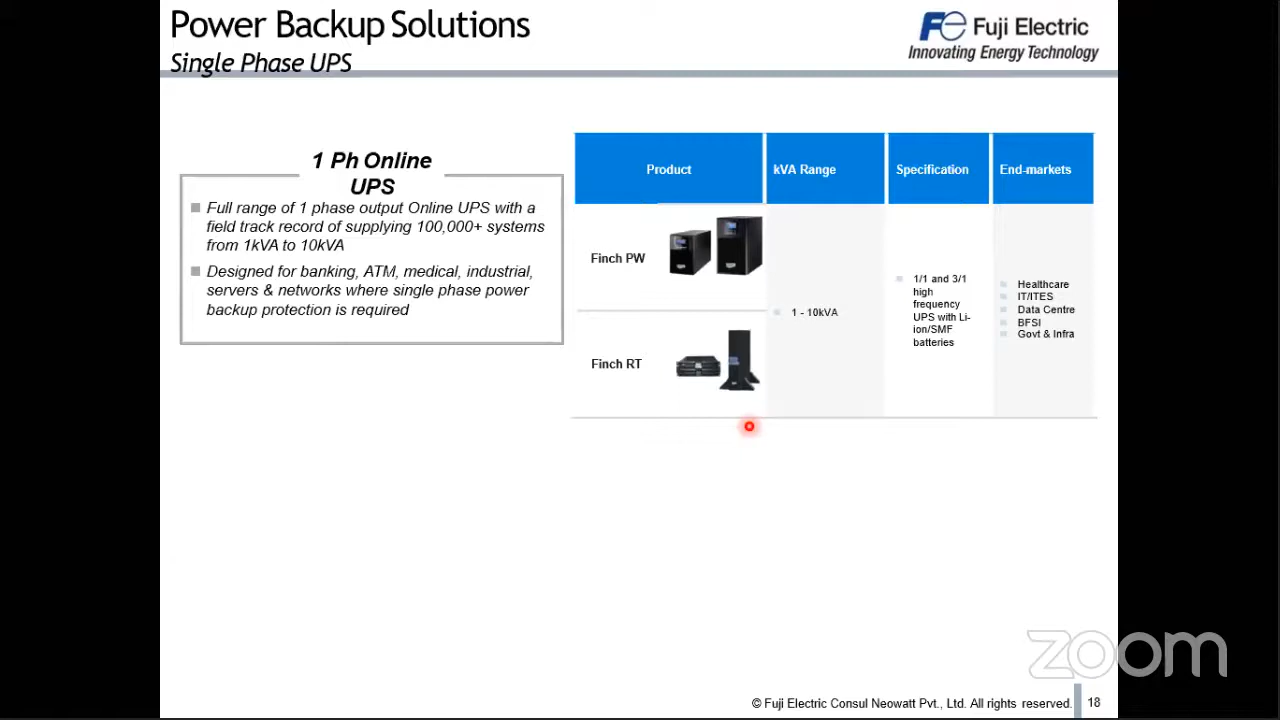 Power Backup Solutions
Single Phase UPS
Fuji Electric
Innovating Energy Technology
1 Ph Online
UPS
Full range of 1 phase output Online UPS with a
field track record of supplying 100,000+ systems
from 1kVA to 10kVA
Designed for banking, ATM, medical, industrial,
servers & networks where single phase power
backup protection is required
Product
kVA Range
Specification
End-markets
Finch PW
Finch RT
1 - 10kVA
1/1 and 3/1
high
frequency
UPS with Li-
ion/SMF
batteries
Healthcare
IT/ITES
Data Centre
BFSI
Govt & Infra
zoom
© Fuji Electric Consul Neowatt Pvt., Ltd. All rights reserved.
18